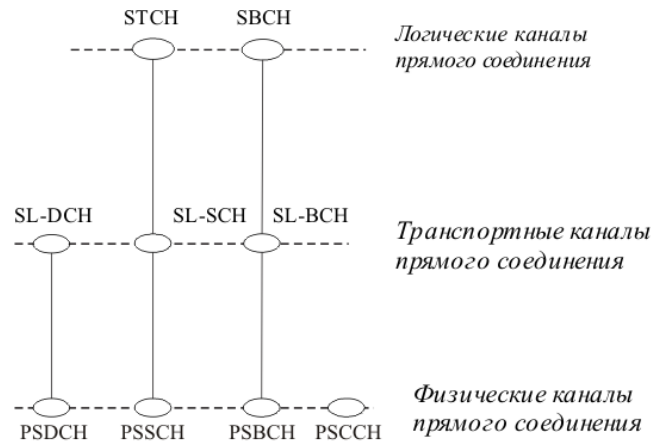 STCH SBCH
Логические каналы
прямого соединения
SL-DCH SL-SCH SL-BCH
Транспортные каналы
прямого соединения
Физические каналы
прямого соединения
PSDCH PSSCH PSBCH PSCCH